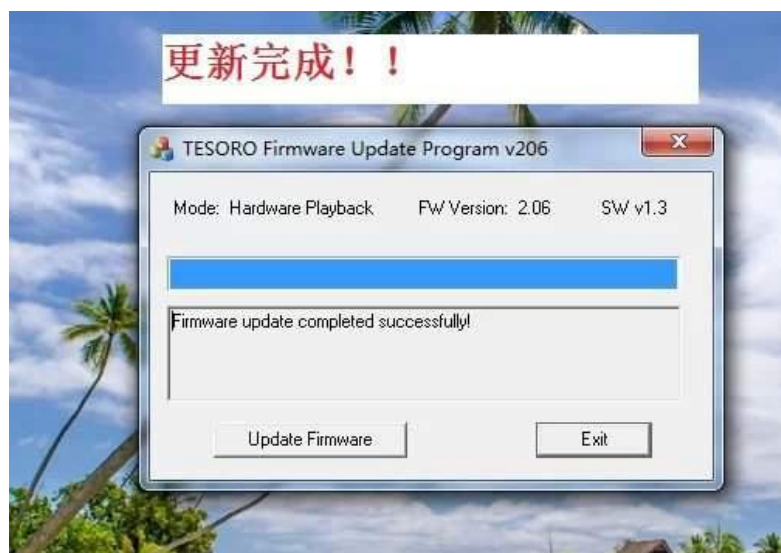 更新完成！！
TESORO Firmware Update Program v206
Mode: Hardware Playback FW Version: 2.06 SW v1.3
Firmware update completed successfully!
Update Firmware Exit